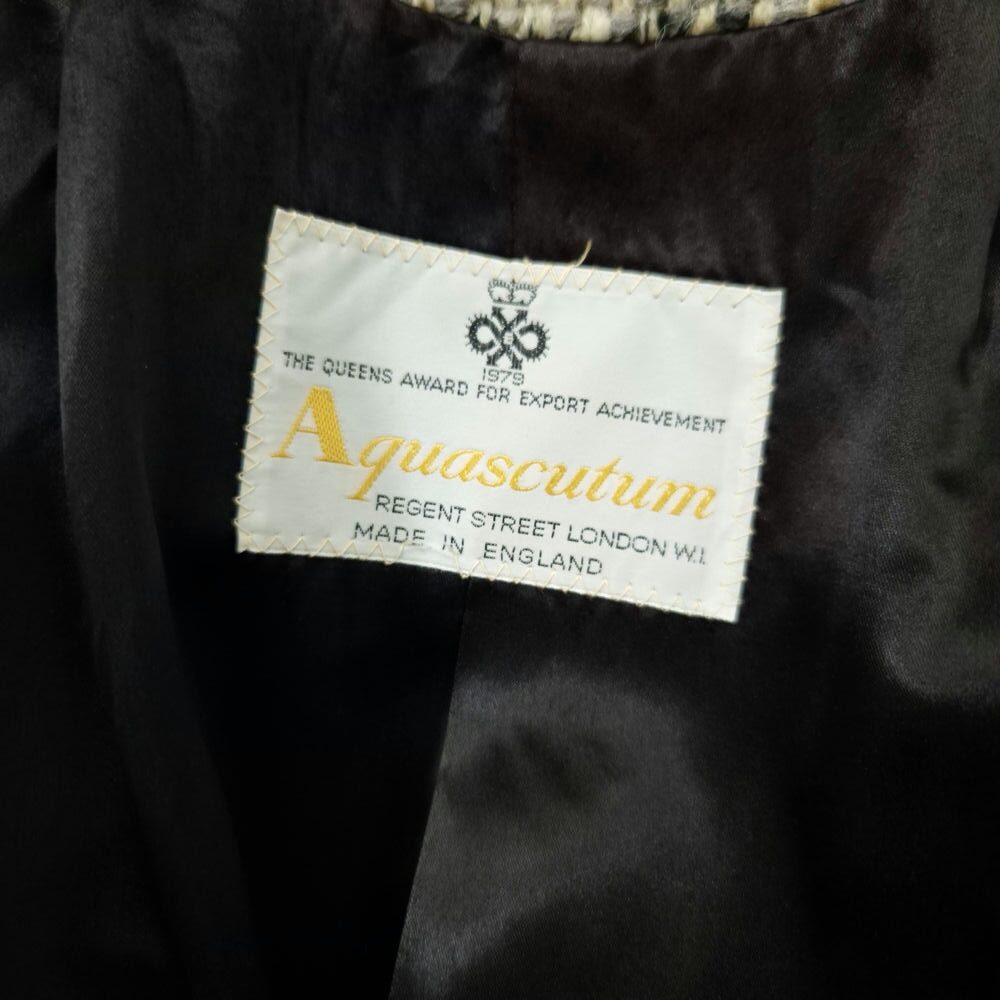 1979
THE QUEENS AWARD FOR EXPORT ACHIEVEMENT
Aquascutum
REGENT STREET LONDON W.I.
MADE IN ENGLAND